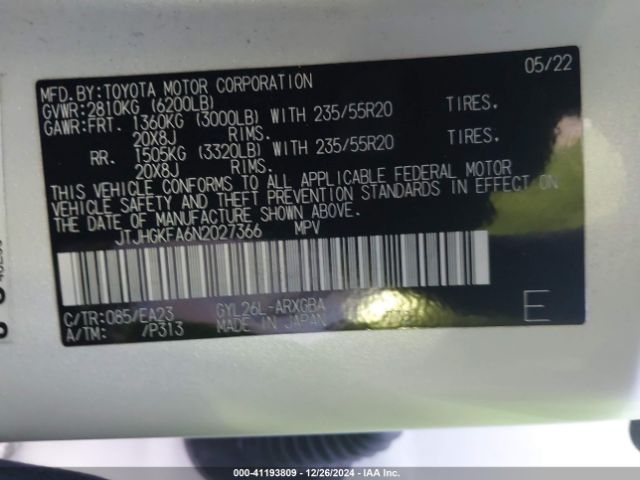 MFD.BY:TOYOTA MOTOR CORPORATION 05/22
GVWR:2810KG (6200LB)
GAWR:FRT. 1360KG (3000LB) WITH 235/55R20 TIRES.
20X8J RIMS.
RR. 1505KG (3320LB) WITH 235/55R20 TIRES.
20X8J RIMS.
THIS VEHICLE CONFORMS TO ALL APPLICABLE FEDERAL MOTOR
VEHICLE SAFETY AND THEFT PREVENTION STANDARDS IN EFFECT ON
THE DATE OF MANUFACTURE SHOWN ABOVE.
JTJHGKFA6N2027366 MPV
C/TR:085/EA23 GYL26L-ARXGBA
A/TM: /P313 MADE IN JAPAN
E
00-41193809 - 12/26/2024 - IAA Inc.